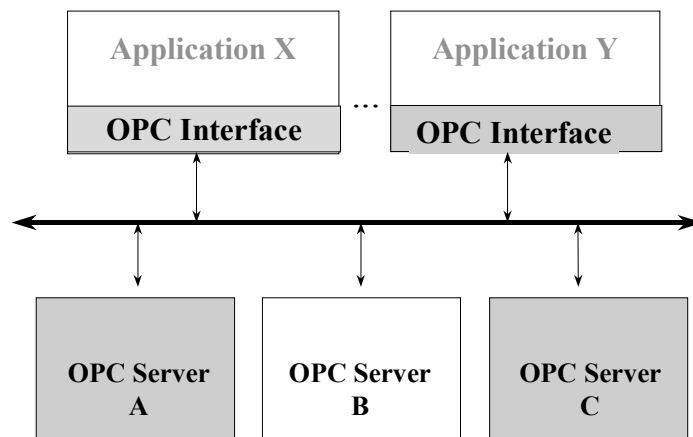 Application X
Application Y
...
OPC Interface
OPC Interface
OPC Server
A
OPC Server
B
OPC Server
C